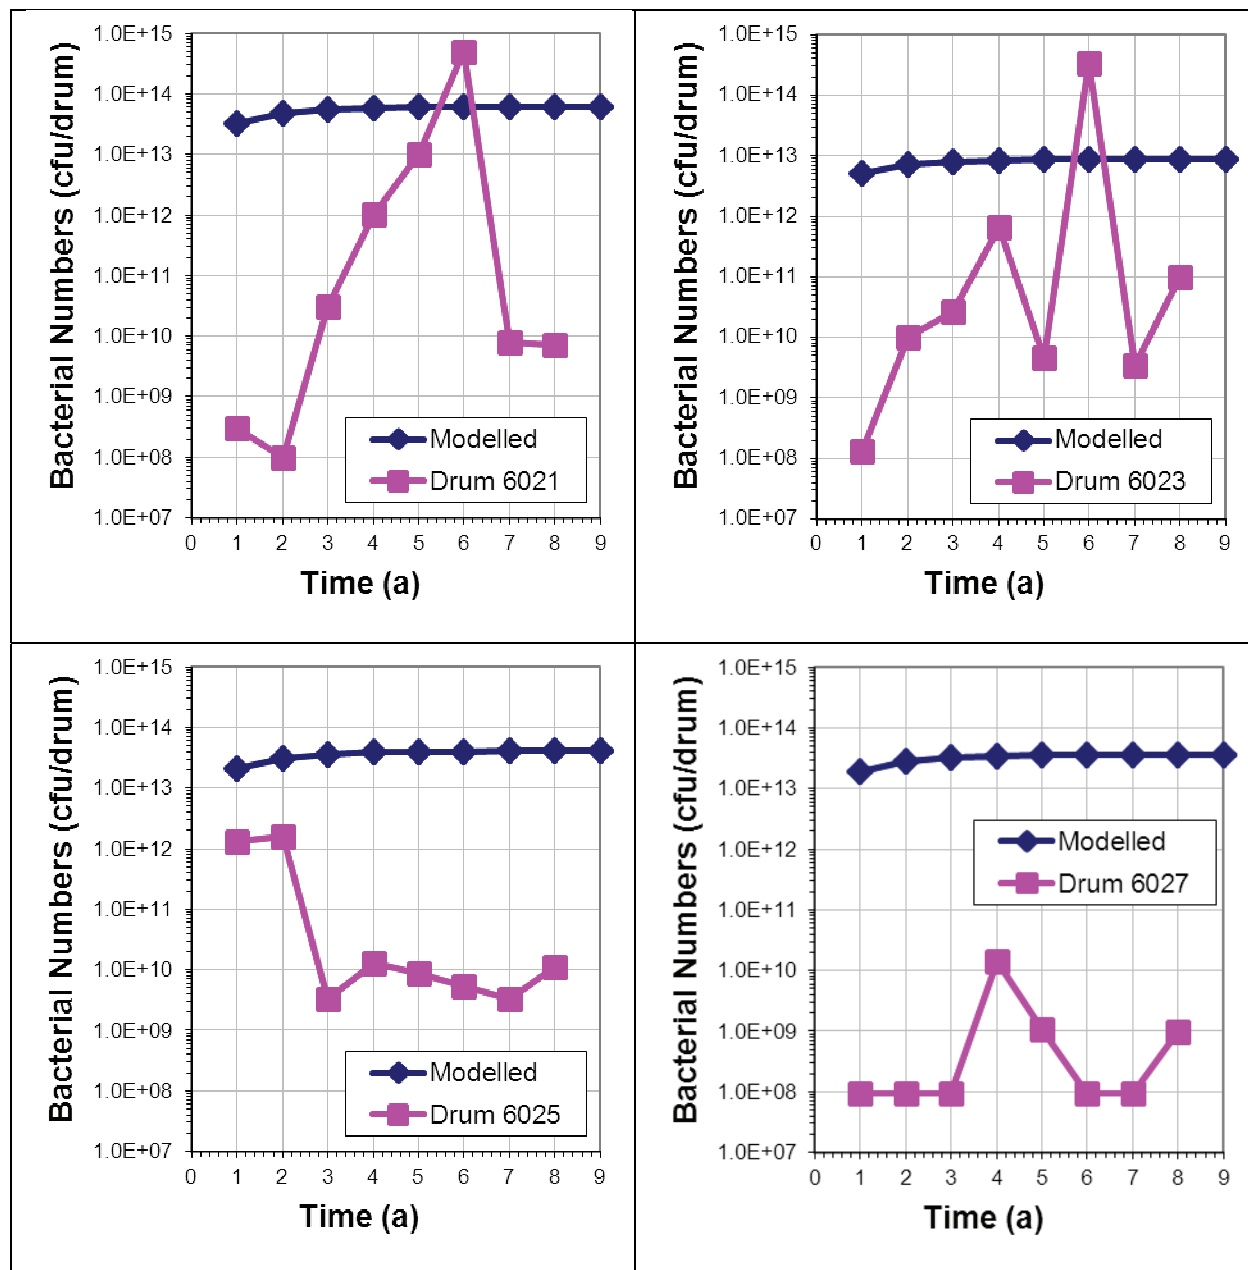 Bacterial Numbers (cfu/drum)
1.0E+15
1.0E+14
1.0E+13
1.0E+12
1.0E+11
1.0E+10
1.0E+09
1.0E+08
1.0E+07
Modelled
Drum 6021
0 1 2 3 4 5 6 7 8 9
Time (a)
Bacterial Numbers (cfu/drum)
1.0E+15
1.0E+14
1.0E+13
1.0E+12
1.0E+11
1.0E+10
1.0E+09
1.0E+08
1.0E+07
Modelled
Drum 6023
0 1 2 3 4 5 6 7 8 9
Time (a)
Bacterial Numbers (cfu/drum)
1.0E+15
1.0E+14
1.0E+13
1.0E+12
1.0E+11
1.0E+10
1.0E+09
1.0E+08
1.0E+07
Modelled
Drum 6025
0 1 2 3 4 5 6 7 8 9
Time (a)
Bacterial Numbers (cfu/drum)
1.0E+15
1.0E+14
1.0E+13
1.0E+12
1.0E+11
1.0E+10
1.0E+09
1.0E+08
1.0E+07
Modelled
Drum 6027
0 1 2 3 4 5 6 7 8 9
Time (a)